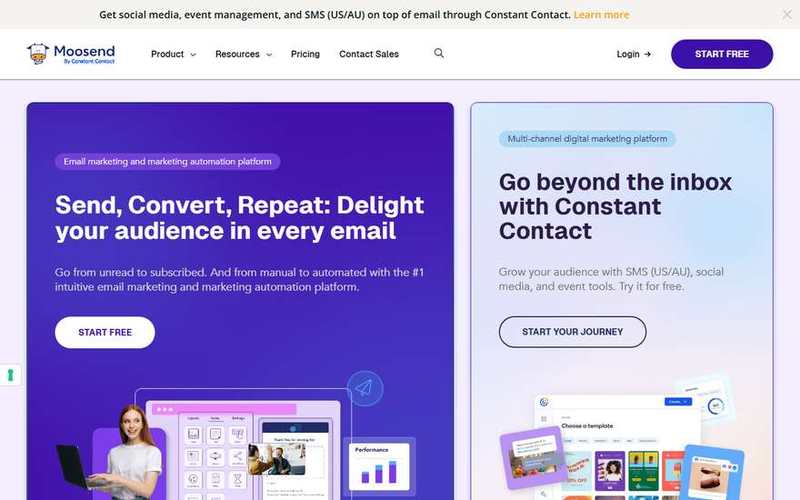 Get social media, event management, and SMS (US/AU) on top of email through Constant Contact. Learn more
Moosend
By Constant Contact
Product
Resources
Pricing
Contact Sales
Login →
START FREE
Email marketing and marketing automation platform
Send, Convert, Repeat: Delight
your audience in every email
Go from unread to subscribed. And from manual to automated with the #1
intuitive email marketing and marketing automation platform.
START FREE
Multi-channel digital marketing platform
Go beyond the inbox
with Constant
Contact
Grow your audience with SMS (US/AU), social
media, and event tools. Try it for free.
START YOUR JOURNEY
Performance
Choose a template